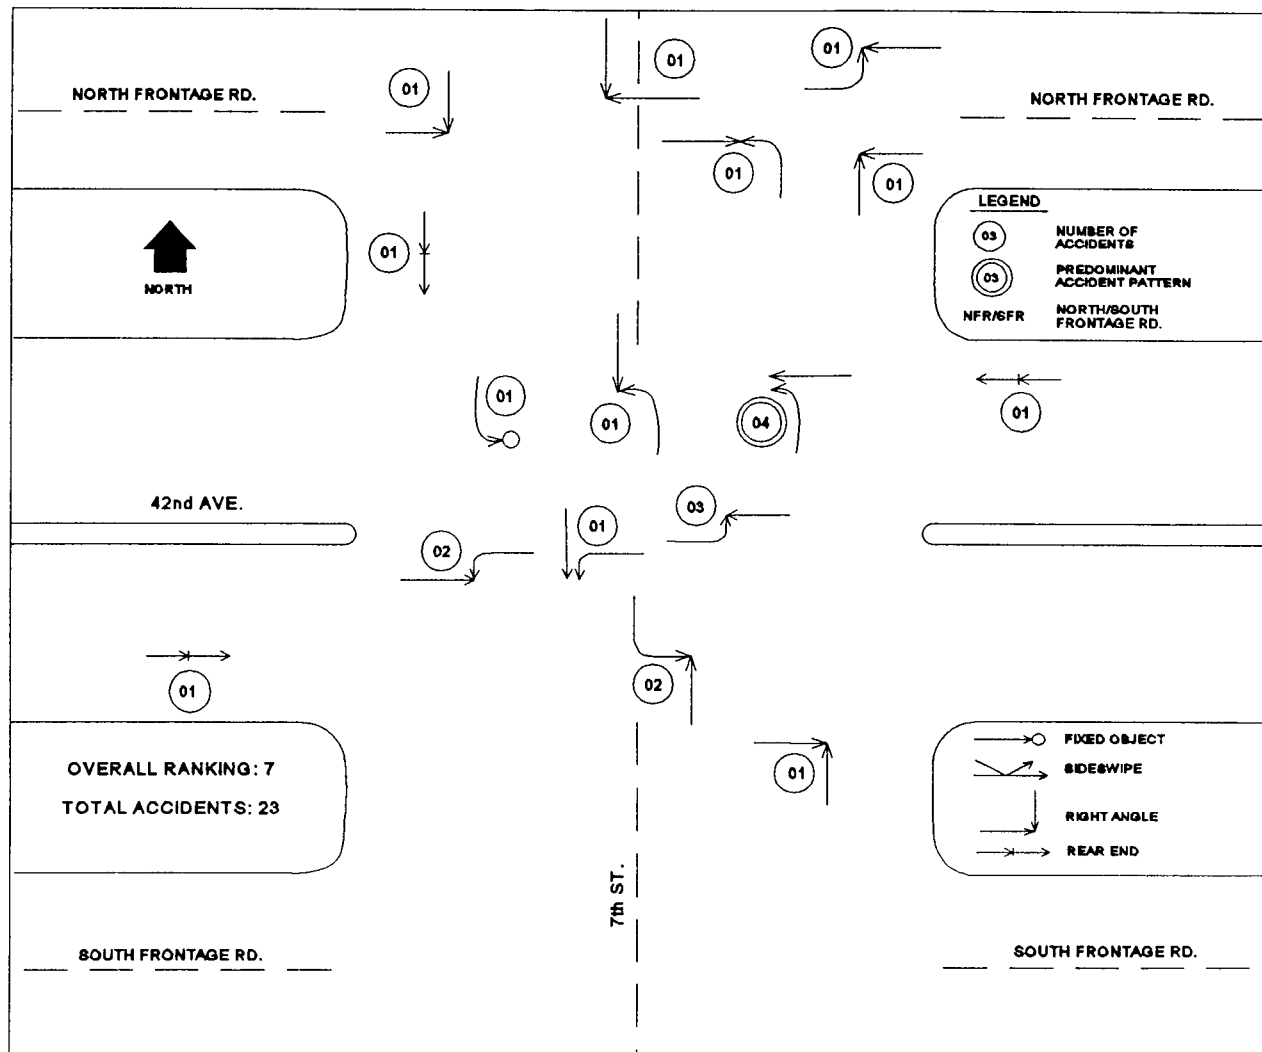 01
01
01
NORTH FRONTAGE RD.
NORTH FRONTAGE RD.
01
01
LEGEND
03 NUMBER OF
ACCIDENTS
03 PREDOMINANT
ACCIDENT PATTERN
NFR/SFR NORTH/SOUTH
FRONTAGE RD.
01
NORTH
01
01
01
04
42nd AVE.
03
01
02
01
02
01
OVERALL RANKING: 7
TOTAL ACCIDENTS: 23
FIXED OBJECT
SIDESWIPE
RIGHT ANGLE
REAR END
7th ST.
SOUTH FRONTAGE RD.
SOUTH FRONTAGE RD.